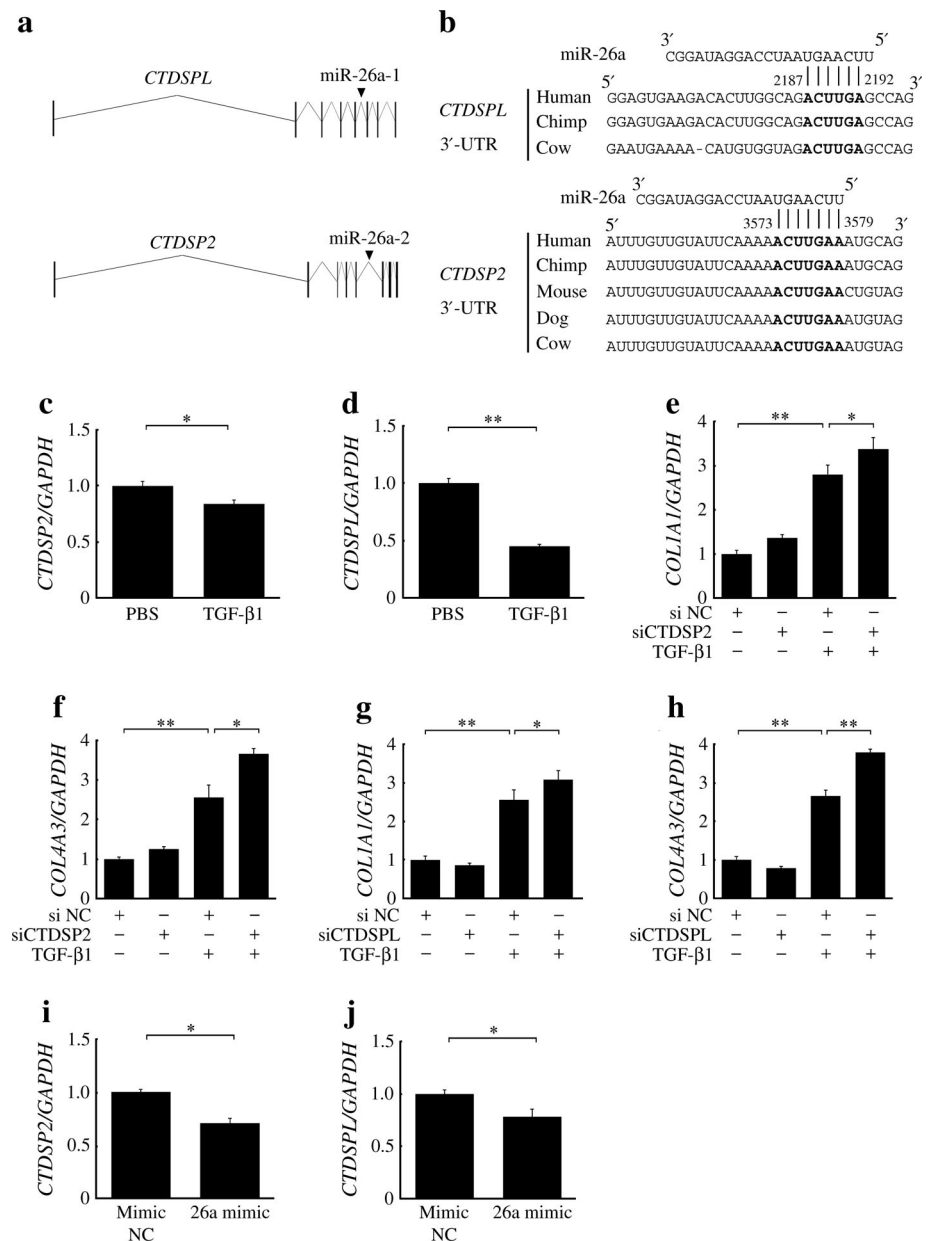 a
CTDSPL
miR-26a-1
CTDSP2
miR-26a-2
b
3′ 5′
miR-26a CGGAUAGGACCUAAUGAACUU
5′ 2187 2192 3′
CTDSPL
3′-UTR
Human GGAGUGAAGACACUUGGCAGACUUGAGCCAG
Chimp GGAGUGAAGACACUUGGCAGACUUGAGCCAG
Cow GAAUGAAAA-CAUGUGGUAGACUUGAGCCAG
3′ 5′
miR-26a CGGAUAGGACCUAAUGAACUU
5′ 3573 3579 3′
CTDSP2
3′-UTR
Human AUUUGUUGUAUUCAAAAACUUGAAAUGCAG
Chimp AUUUGUUGUAUUCAAAAACUUGAAAUGCAG
Mouse AUUUGUUGUAUUCAAAAACUUGAACUGUAG
Dog AUUUGUUGUAUUCAAAAACUUGAAAUGUAG
Cow AUUUGUUGUAUUCAAAAACUUGAAAUGUAG
c
CTDSP2/GAPDH
1.5
1.0
0.5
0
*
PBS TGF-β1
d
CTDSPL/GAPDH
1.5
1.0
0.5
0
**
PBS TGF-β1
e
COL1A1/GAPDH
4
3
2
1
0
** *
si NC + − + −
siCTDSP2 − + − +
TGF-β1 − − + +
f
COL4A3/GAPDH
4
3
2
1
0
** *
si NC + − + −
siCTDSP2 − + − +
TGF-β1 − − + +
g
COL1A1/GAPDH
4
3
2
1
0
** *
si NC + − + −
siCTDSPL − + − +
TGF-β1 − − + +
h
COL4A3/GAPDH
4
3
2
1
0
** **
si NC + − + −
siCTDSPL − + − +
TGF-β1 − − + +
i
CTDSP2/GAPDH
1.5
1.0
0.5
0
*
Mimic NC 26a mimic
j
CTDSPL/GAPDH
1.5
1.0
0.5
0
*
Mimic NC 26a mimic